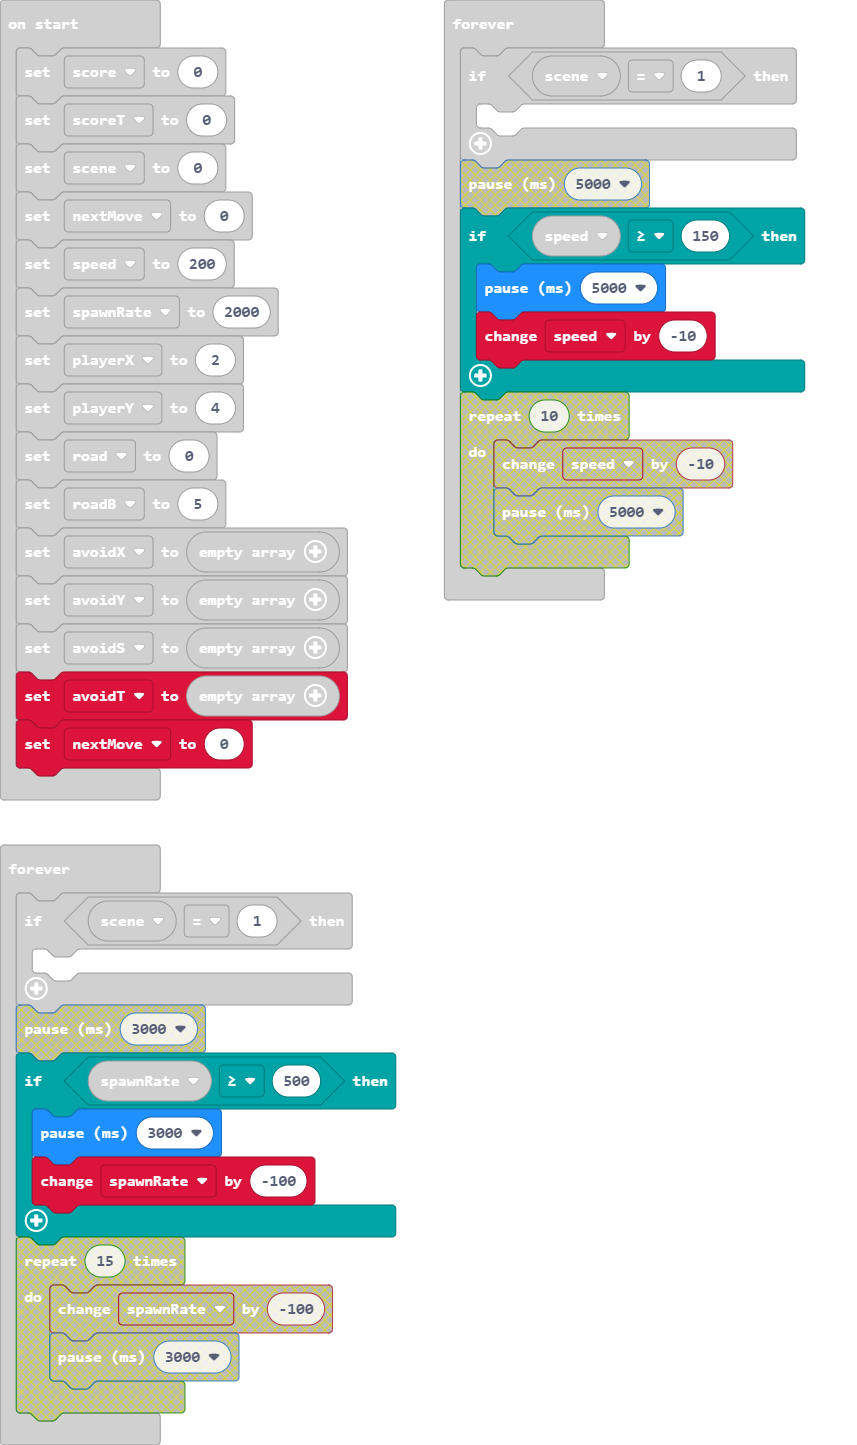 on start
set score to 0
set scoreT to 0
set scene to 0
set nextMove to 0
set speed to 200
set spawnRate to 2000
set playerX to 2
set playerY to 4
set road to 0
set roadB to 5
set avoidX to empty array
set avoidY to empty array
set avoidS to empty array
set avoidT to empty array
set nextMove to 0
forever
if scene = 1 then
pause (ms) 5000
if speed ≥ 150 then
pause (ms) 5000
change speed by -10
repeat 10 times
do
change speed by -10
pause (ms) 5000
forever
if scene = 1 then
pause (ms) 3000
if spawnRate ≥ 500 then
pause (ms) 3000
change spawnRate by -100
repeat 15 times
do
change spawnRate by -100
pause (ms) 3000